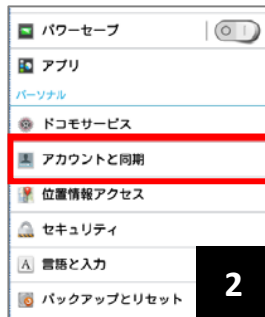 パワーセーブ
アプリ
パーソナル
ドコモサービス
アカウントと同期
位置情報アクセス
セキュリティ
A 言語と入力
バックアップとリセット
2